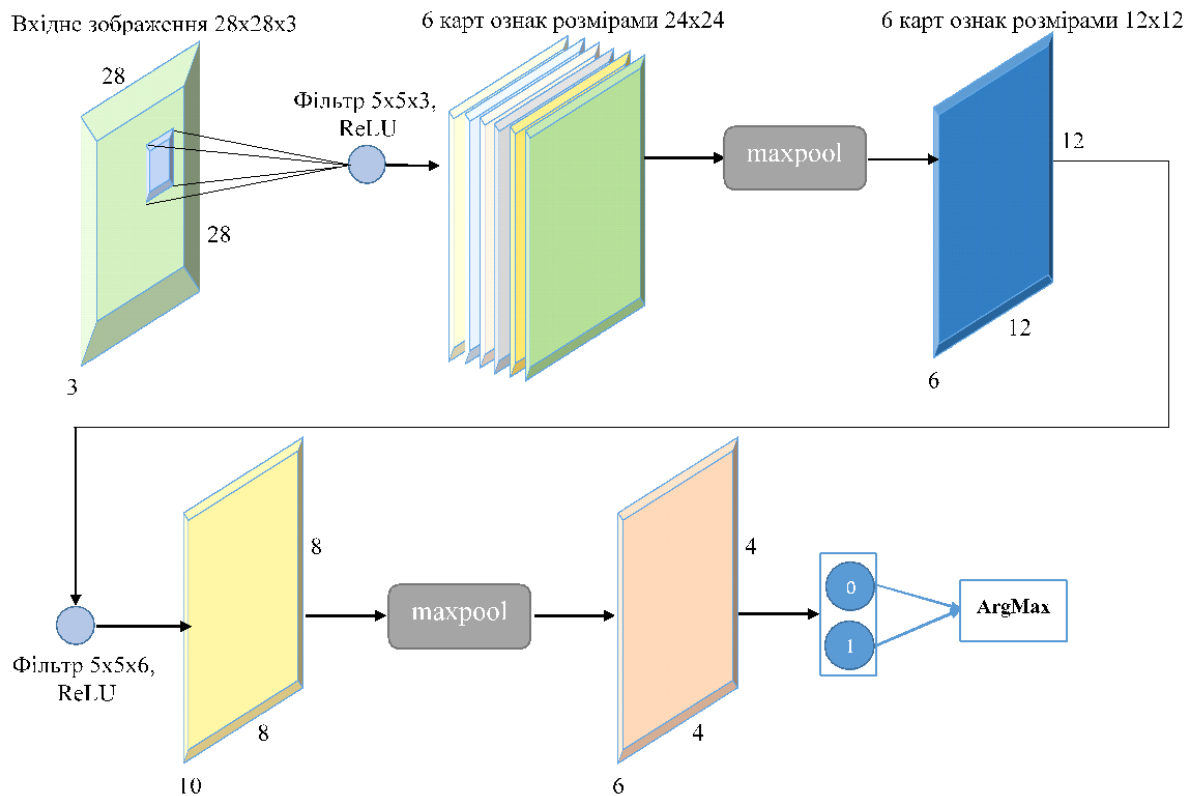 Вхідне зображення 28x28x3
6 карт ознак розмірами 24x24
6 карт ознак розмірами 12x12
28
Фільтр 5x5x3,
ReLU
maxpool
12
28
12
3
6
8
4
0
maxpool
ArgMax
1
Фільтр 5x5x6,
ReLU
8
4
10
6